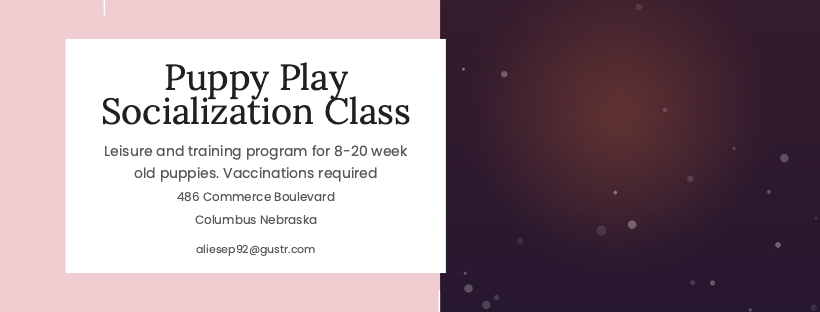 Puppy Play
Socialization Class
Leisure and training program for 8-20 week
old puppies. Vaccinations required
486 Commerce Boulevard
Columbus Nebraska
aliesep92@gustr.com